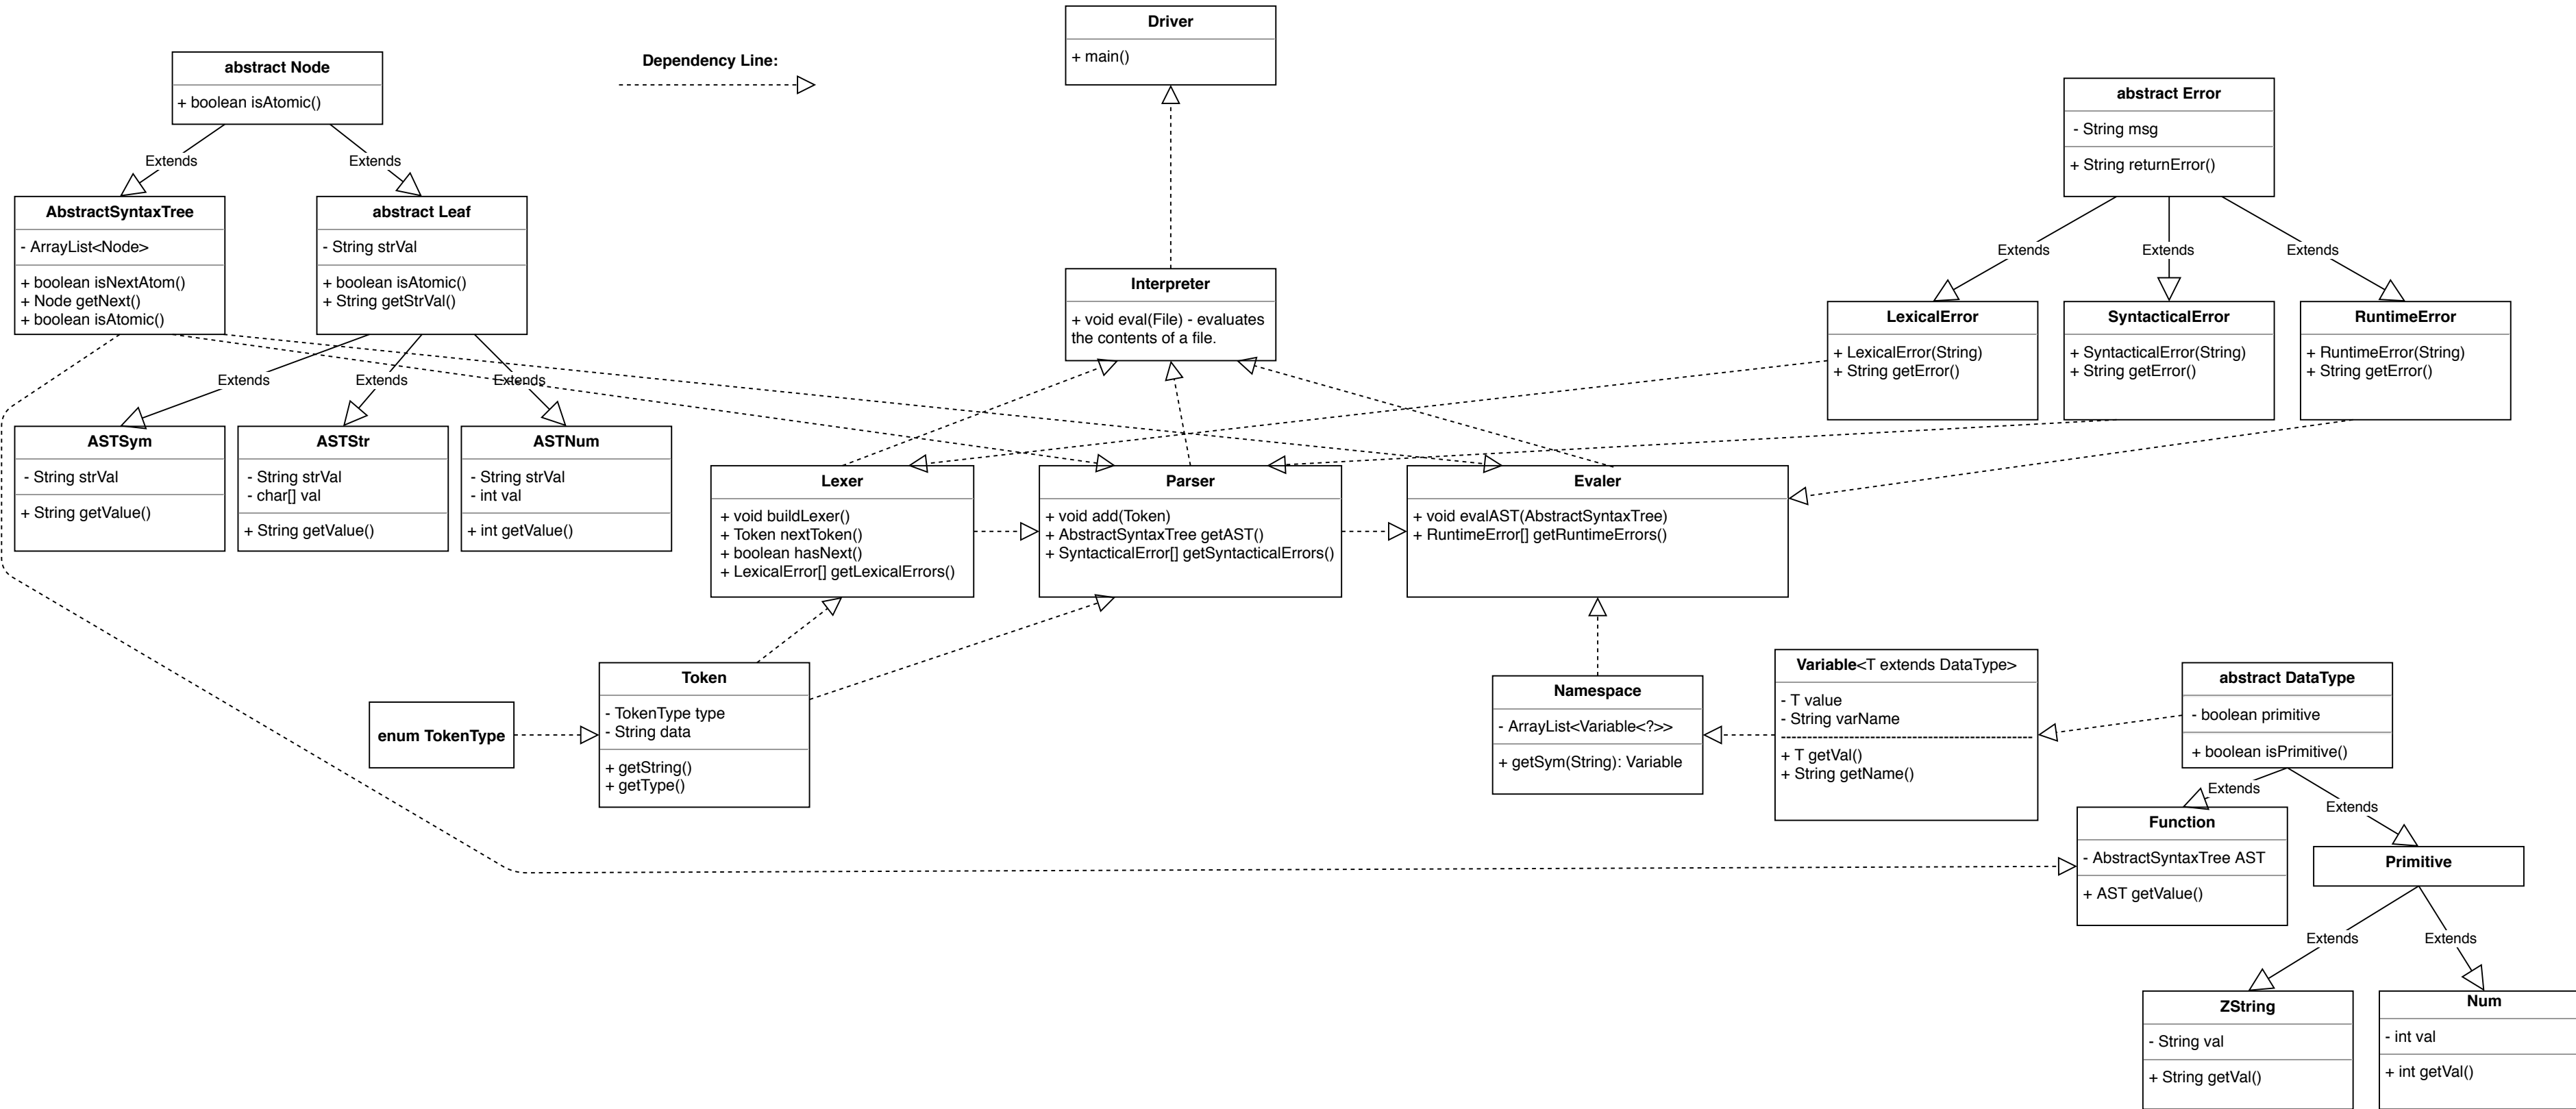 Driver
+ main()
abstract Node
+ boolean isAtomic()
Dependency Line:
abstract Error
- String msg
+ String returnError()
Extends
Extends
AbstractSyntaxTree
- ArrayList<Node>
+ boolean isNextAtom()
+ Node getNext()
+ boolean isAtomic()
abstract Leaf
- String strVal
+ boolean isAtomic()
+ String getStrVal()
Interpreter
+ void eval(File) - evaluates
the contents of a file.
Extends
Extends
Extends
LexicalError
+ LexicalError(String)
+ String getError()
SyntacticalError
+ SyntacticalError(String)
+ String getError()
RuntimeError
+ RuntimeError(String)
+ String getError()
Extends
Extends
Extends
ASTSym
- String strVal
+ String getValue()
ASTStr
- String strVal
- char[] val
+ String getValue()
ASTNum
- String strVal
- int val
+ int getValue()
Lexer
+ void buildLexer()
+ Token nextToken()
+ boolean hasNext()
+ LexicalError[] getLexicalErrors()
Parser
+ void add(Token)
+ AbstractSyntaxTree getAST()
+ SyntacticalError[] getSyntacticalErrors()
Evaler
+ void evalAST(AbstractSyntaxTree)
+ RuntimeError[] getRuntimeErrors()
enum TokenType
Token
- TokenType type
- String data
+ getString()
+ getType()
Namespace
- ArrayList<Variable<?>>
+ getSym(String): Variable
Variable<T extends DataType>
- T value
- String varName
+ T getVal()
+ String getName()
abstract DataType
- boolean primitive
+ boolean isPrimitive()
Extends
Extends
Function
- AbstractSyntaxTree AST
+ AST getValue()
Primitive
Extends
Extends
ZString
- String val
+ String getVal()
Num
- int val
+ int getVal()